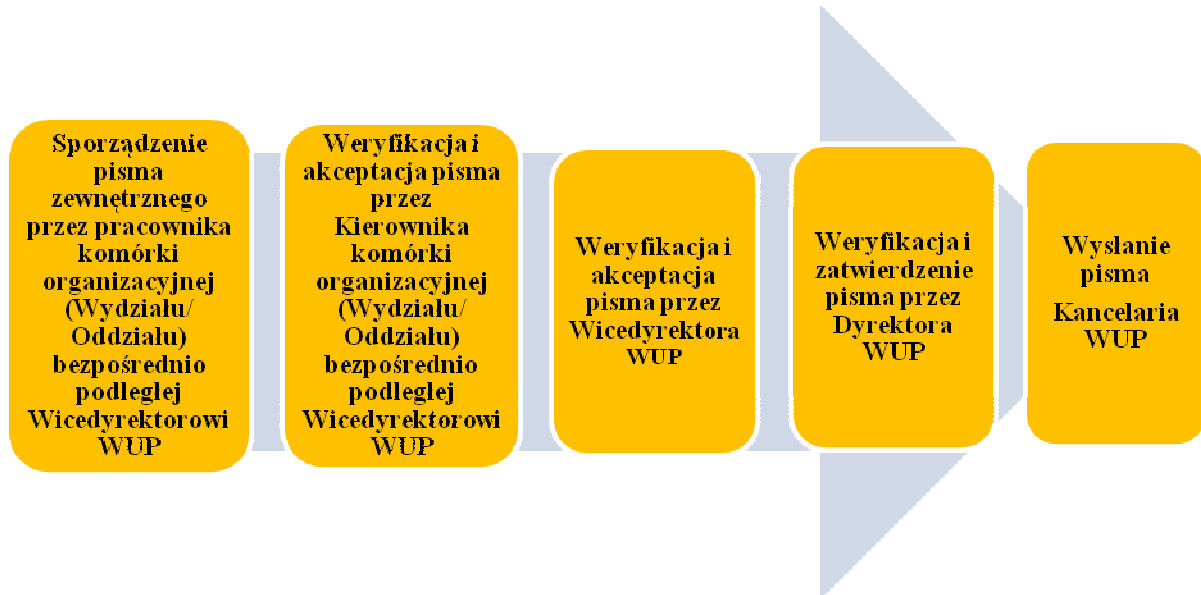 Sporządzenie
pisma
zewnętrznego
przez pracownika
komórki
organizacyjnej
(Wydziału/
Oddziału)
bezpośrednio
podległej
Wicedyrektorowi
WUP
Weryfikacja i
akceptacja pisma
przez
Kierownika
komórki
organizacyjnej
(Wydziału/
Oddziału)
bezpośrednio
podległej
Wicedyrektorowi
WUP
Weryfikacja i
akceptacja
pisma przez
Wicedyrektora
WUP
Weryfikacja i
zatwierdzenie
pisma przez
Dyrektora
WUP
Wysłanie
pisma
Kancelaria
WUP